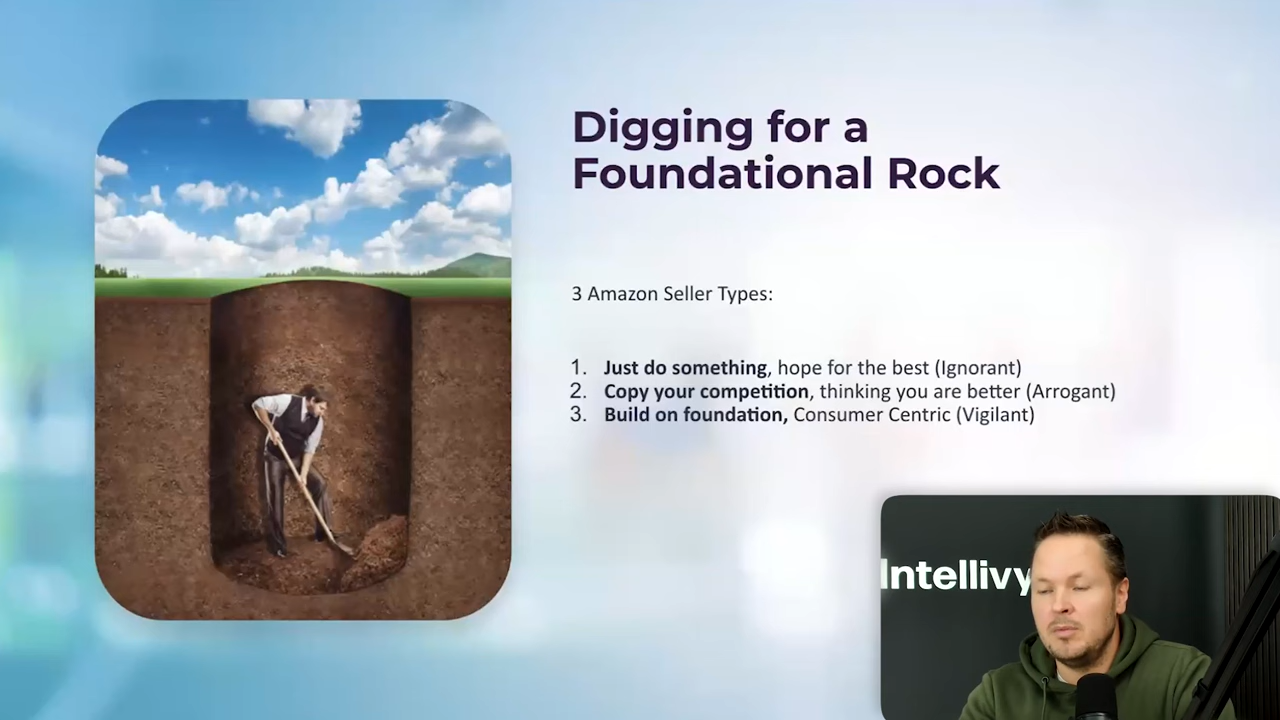 Digging for a
Foundational Rock
3 Amazon Seller Types:
1. Just do something, hope for the best (Ignorant)
2. Copy your competition, thinking you are better (Arrogant)
3. Build on foundation, Consumer Centric (Vigilant)
Intellivy